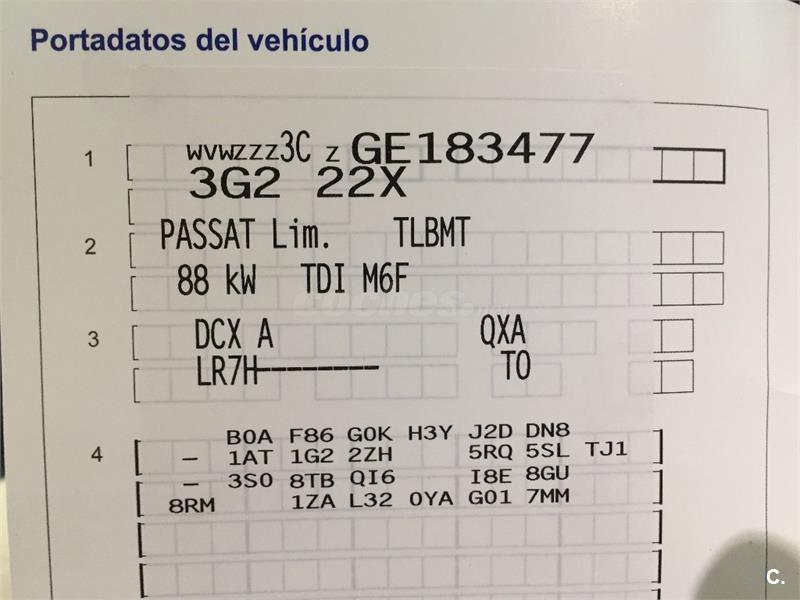 Portadatos del vehículo
1 WVWZZZ3C Z GE183477
3G2 22X
2 PASSAT Lim. TLBMT
88 kW TDI M6F
3 DCX A QXA
LR7H--------- TO
4 B0A F86 G0K H3Y J2D DN8
- 1AT 1G2 2ZH 5RQ 5SL TJ1
- 3S0 8TB QI6 I8E 8GU
8RM 1ZA L32 0YA G01 7MM
coches.
C.